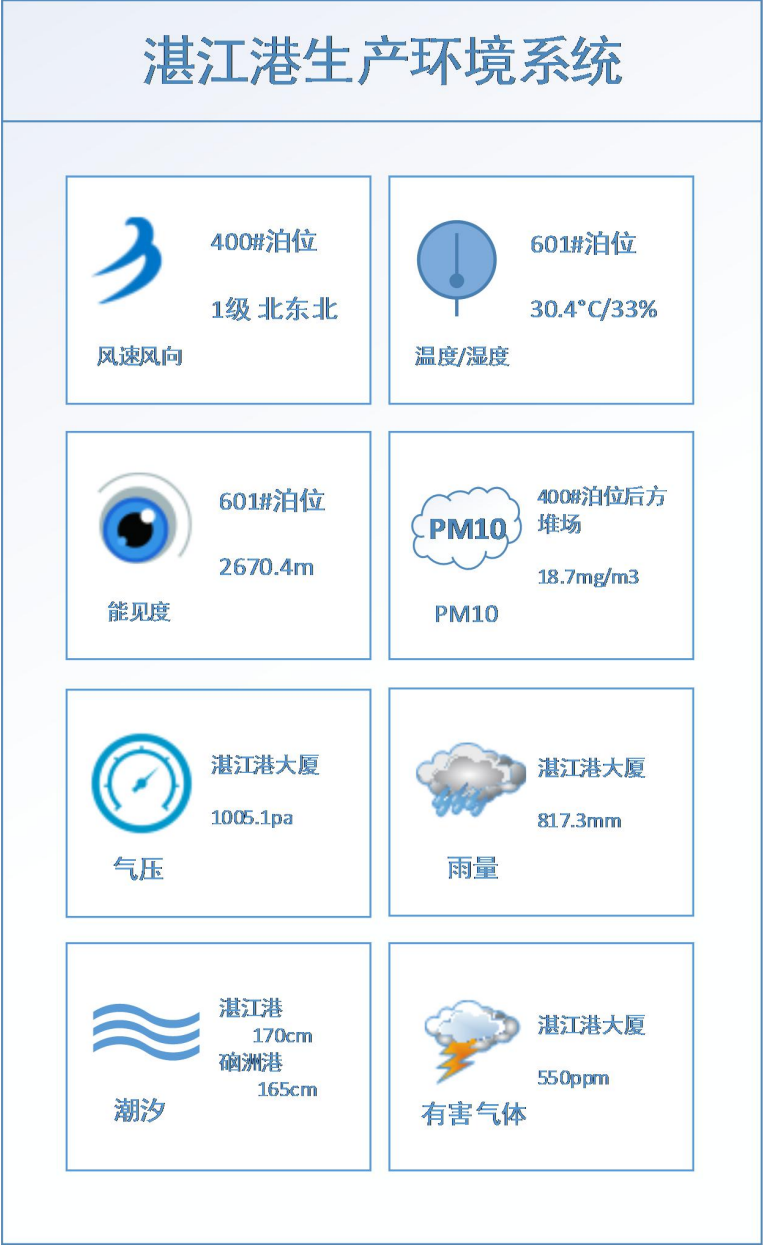 湛江港生产环境系统
400#泊位
1级 北东北
风速风向
601#泊位
30.4°C/33%
温度/湿度
601#泊位
2670.4m
能见度
400#泊位后方
堆场
PM10
18.7mg/m3
PM10
湛江港大厦
1005.1pa
气压
湛江港大厦
817.3mm
雨量
湛江港
170cm
硇洲港
165cm
潮汐
湛江港大厦
550ppm
有害气体